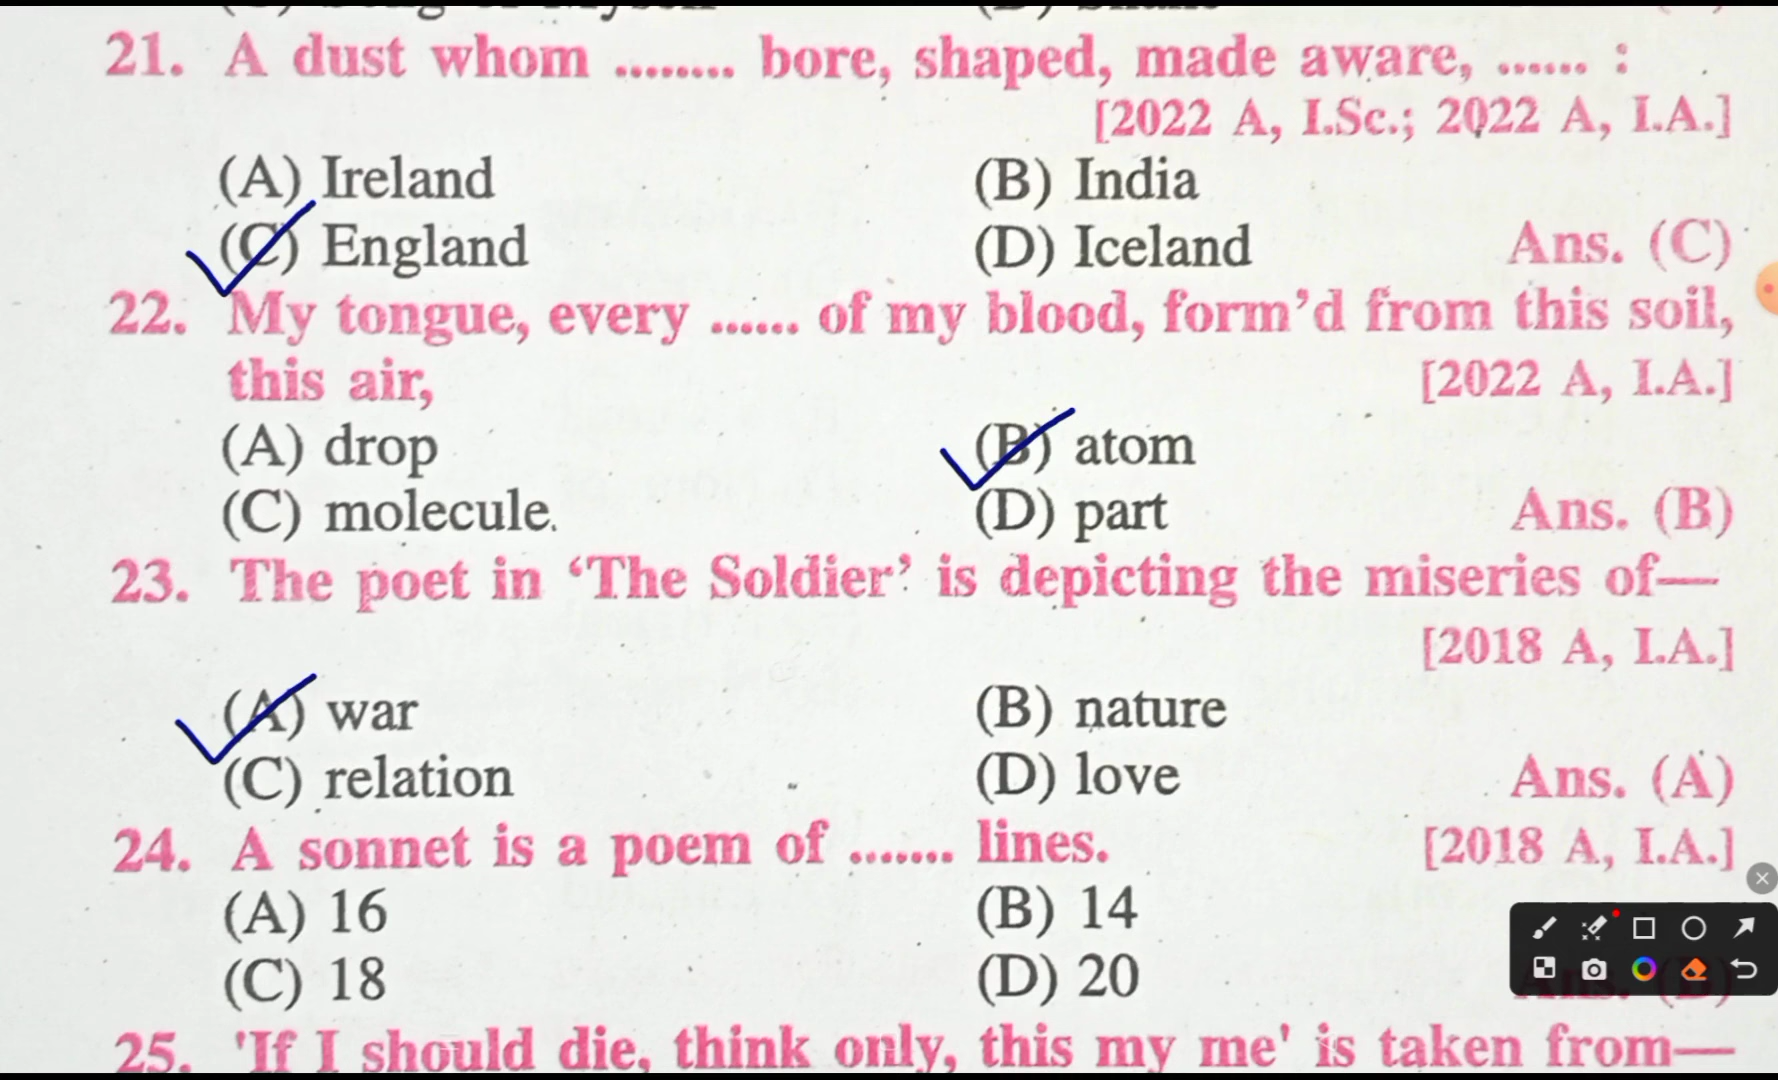 21. A dust whom ........ bore, shaped, made aware, ...... :
[2022 A, I.Sc.; 2022 A, I.A.]
(A) Ireland (B) India
(C) England (D) Iceland Ans. (C)
22. My tongue, every ...... of my blood, form’d from this soil,
this air, [2022 A, I.A.]
(A) drop (B) atom
(C) molecule. (D) part Ans. (B)
23. The poet in ‘The Soldier’ is depicting the miseries of—
[2018 A, I.A.]
(A) war (B) nature
(C) relation (D) love Ans. (A)
24. A sonnet is a poem of ....... lines. [2018 A, I.A.]
(A) 16 (B) 14
(C) 18 (D) 20 Ans. (B)
25. 'If I should die, think only, this my me' is taken from—